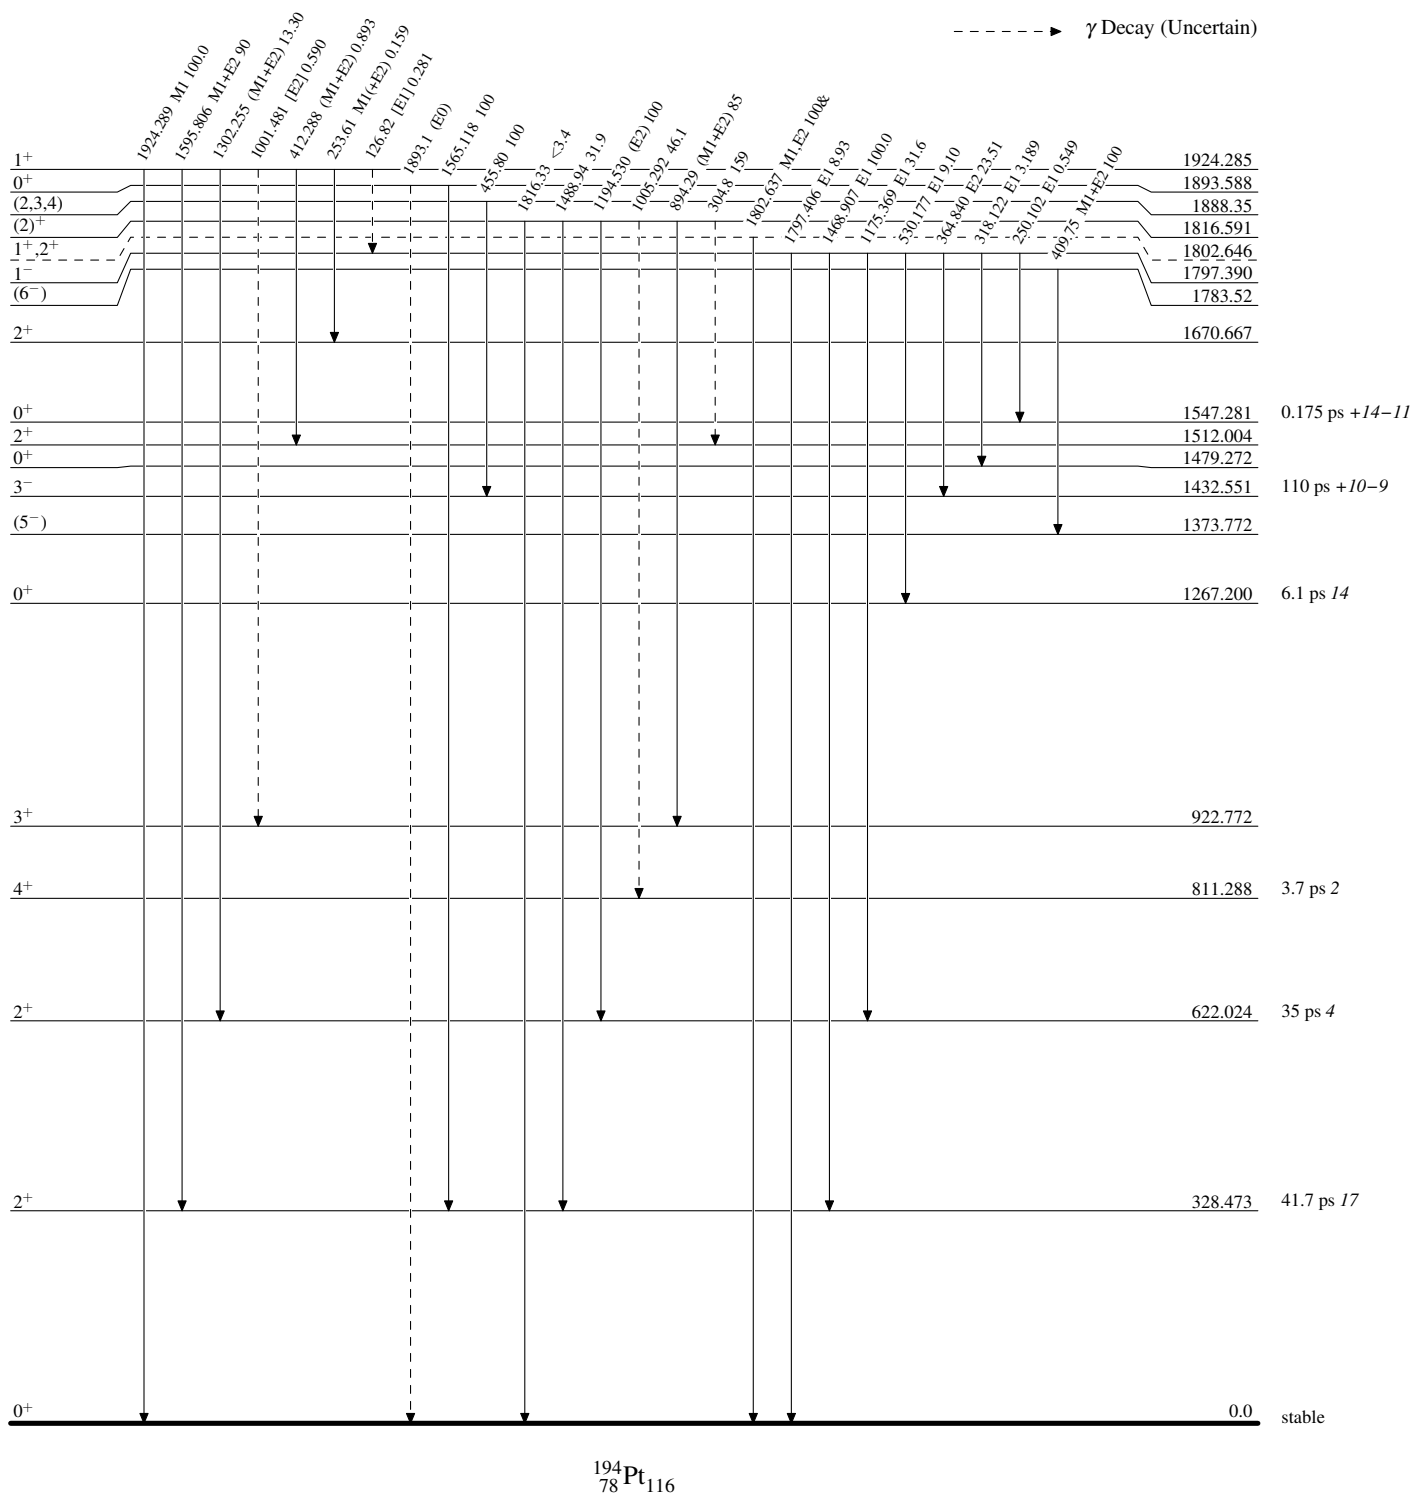 γ Decay (Uncertain)
1924.289 M1 100.0
1595.806 M1+E2 90
1302.255 (M1+E2) 13.30
1001.481 [E2] 0.590
412.288 (M1+E2) 0.893
253.61 M1(+E2) 0.159
126.82 [E1] 0.281
1893.1 (E0)
1565.118 100
455.80 100
1816.33 <3.4
1488.94 31.9
1194.530 (E2) 100
1005.292 46.1
894.29 (M1+E2) 85
304.8 159
1802.637 M1,E2 100&
1797.406 E1 8.93
1468.907 E1 100.0
1175.369 E1 31.6
530.177 E1 9.10
364.840 E2 23.51
318.122 E1 3.189
250.102 E1 0.549
409.75 M1+E2 100
1⁺ 1924.285
0⁺ 1893.588
(2,3,4) 1888.35
(2)⁺ 1816.591
1⁺,2⁺ 1802.646
1⁻ 1797.390
(6⁻) 1783.52
2⁺ 1670.667
0⁺ 1547.281 0.175 ps +14−11
2⁺ 1512.004
0⁺ 1479.272
3⁻ 1432.551 110 ps +10−9
(5⁻) 1373.772
0⁺ 1267.200 6.1 ps 14
3⁺ 922.772
4⁺ 811.288 3.7 ps 2
2⁺ 622.024 35 ps 4
2⁺ 328.473 41.7 ps 17
0⁺ 0.0 stable
¹⁹⁴₇₈Pt₁₁₆